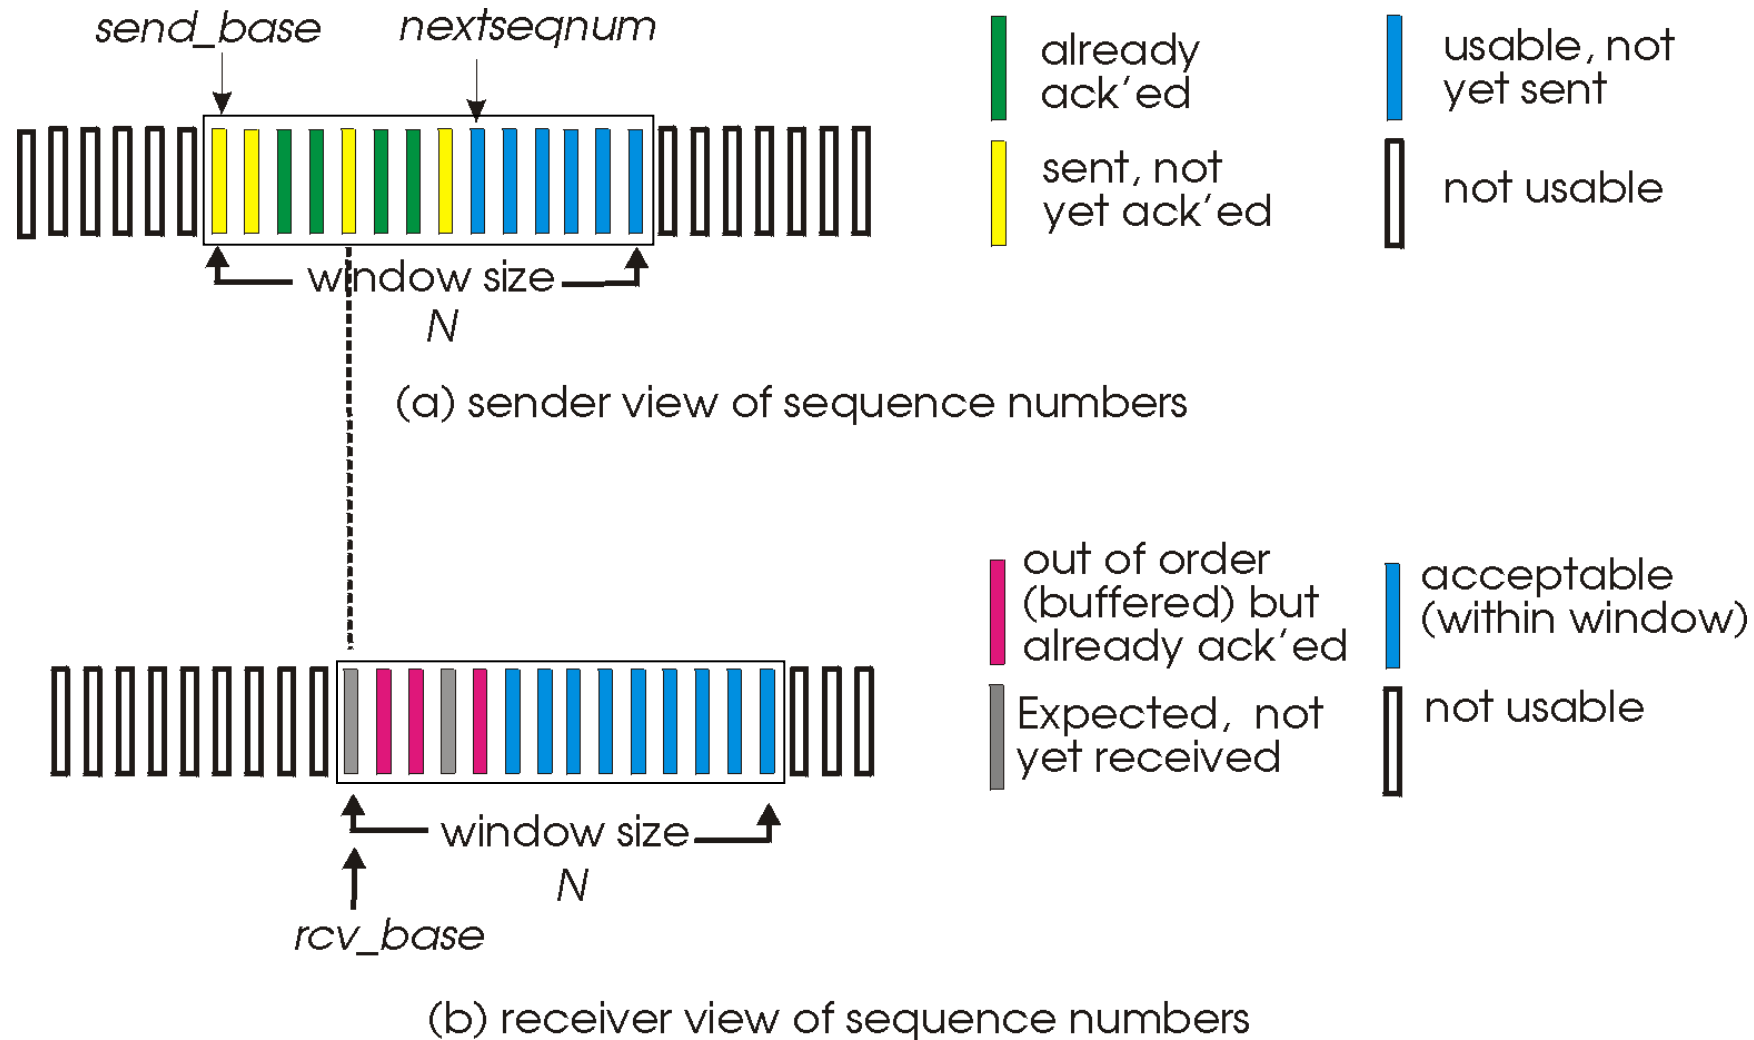 send_base
nextseqnum
already
ack'ed
usable, not
yet sent
sent, not
yet ack'ed
not usable
window size
N
(a) sender view of sequence numbers
out of order
(buffered) but
already ack'ed
acceptable
(within window)
Expected, not
yet received
not usable
window size
N
rcv_base
(b) receiver view of sequence numbers